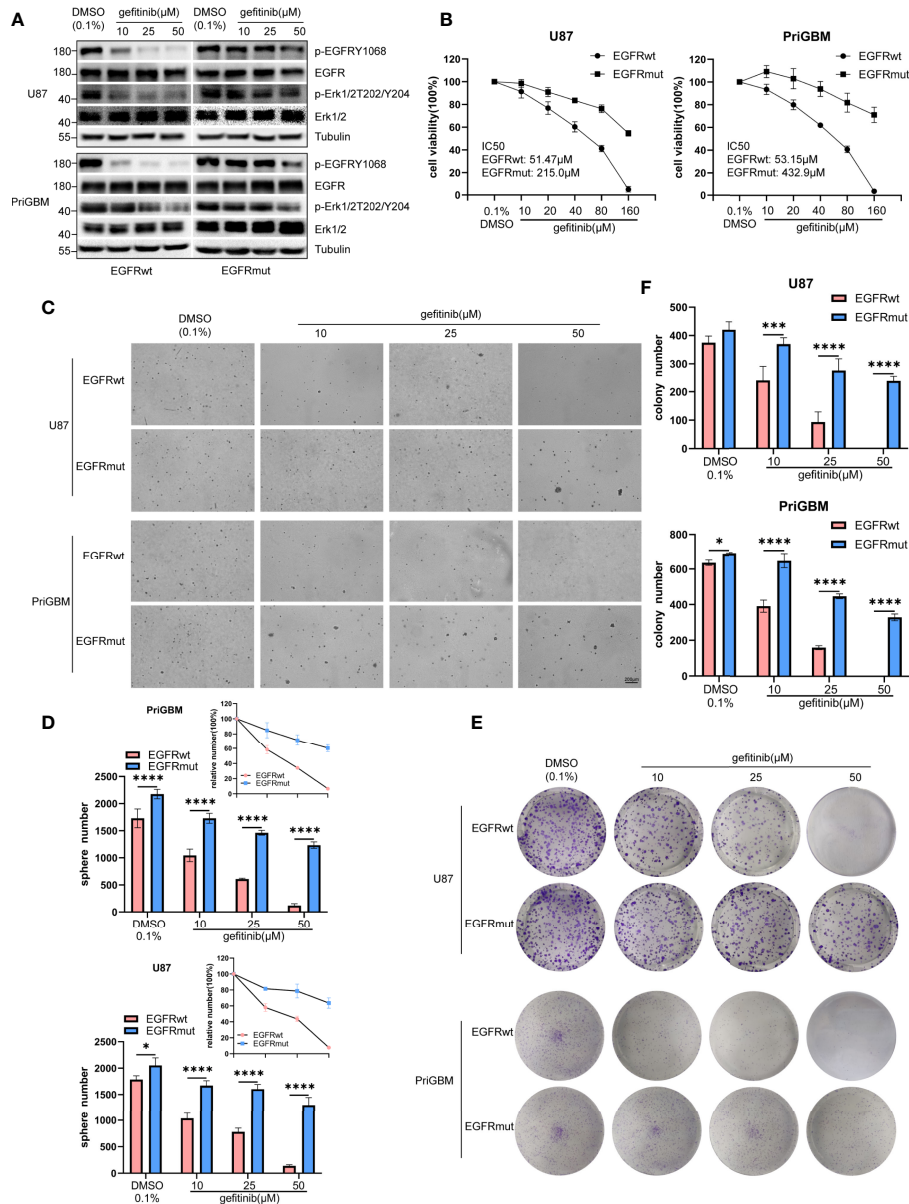 A
DMSO
(0.1%)
gefitinib(µM)
10 25 50
DMSO
(0.1%)
gefitinib(µM)
10 25 50
U87
180
180
40
40
55
p-EGFRY1068
EGFR
p-Erk1/2T202/Y204
Erk1/2
Tubulin
PriGBM
180
40
40
55
p-EGFRY1068
EGFR
p-Erk1/2T202/Y204
Erk1/2
Tubulin
EGFRwt EGFRmut
B
U87
EGFRwt
EGFRmut
cell viability(100%)
120
100
80
60
40
20
0
IC50
EGFRwt: 51.47µM
EGFRmut: 215.0µM
0.1% 10 20 40 80 160
DMSO gefitinib(µM)
PriGBM
EGFRwt
EGFRmut
cell viability(100%)
120
100
80
60
40
20
0
IC50
EGFRwt: 53.15µM
EGFRmut: 432.9µM
0.1% 10 20 40 80 160
DMSO gefitinib(µM)
C
DMSO
(0.1%)
gefitinib(µM)
10 25 50
U87
EGFRwt
EGFRmut
PriGBM
EGFRwt
EGFRmut
200µm
F
U87
EGFRwt
EGFRmut
colony number
500
400
300
200
100
0
*** **** ****
DMSO 10 25 50
0.1% gefitinib(µM)
PriGBM
EGFRwt
EGFRmut
colony number
800
600
400
200
0
* **** **** ****
DMSO 10 25 50
0.1% gefitinib(µM)
D
PriGBM
EGFRwt
EGFRmut
sphere number
2500
2000
1500
1000
500
0
**** **** **** ****
DMSO 10 25 50
0.1% gefitinib(µM)
relative number(100%)
100
80
60
40
20
0
EGFRwt
EGFRmut
U87
EGFRwt
EGFRmut
sphere number
2500
2000
1500
1000
500
0
* **** **** ****
DMSO 10 25 50
0.1% gefitinib(µM)
relative number(100%)
100
80
60
40
20
0
EGFRwt
EGFRmut
E
DMSO
(0.1%)
gefitinib(µM)
10 25 50
U87
EGFRwt
EGFRmut
PriGBM
EGFRwt
EGFRmut